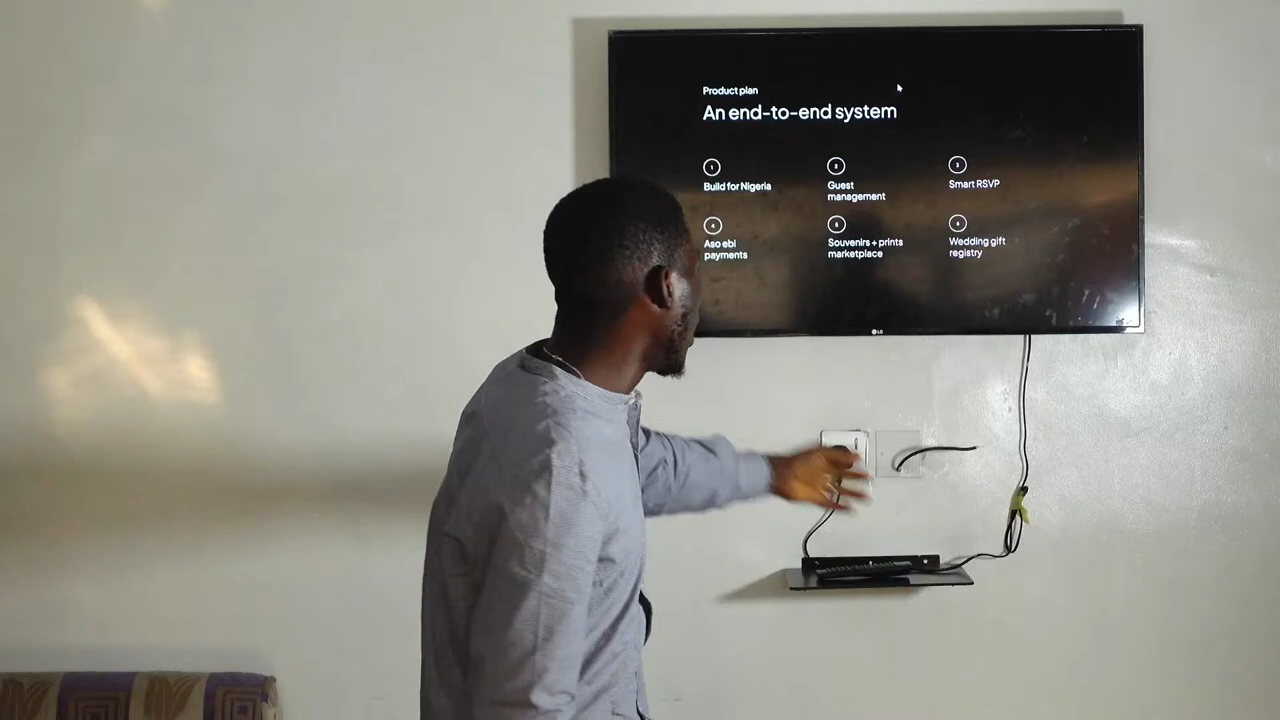 Product plan
An end-to-end system
1
Build for Nigeria
2
Guest
management
3
Smart RSVP
4
Aso ebi
payments
5
Souvenirs + prints
marketplace
6
Wedding gift
registry
LG